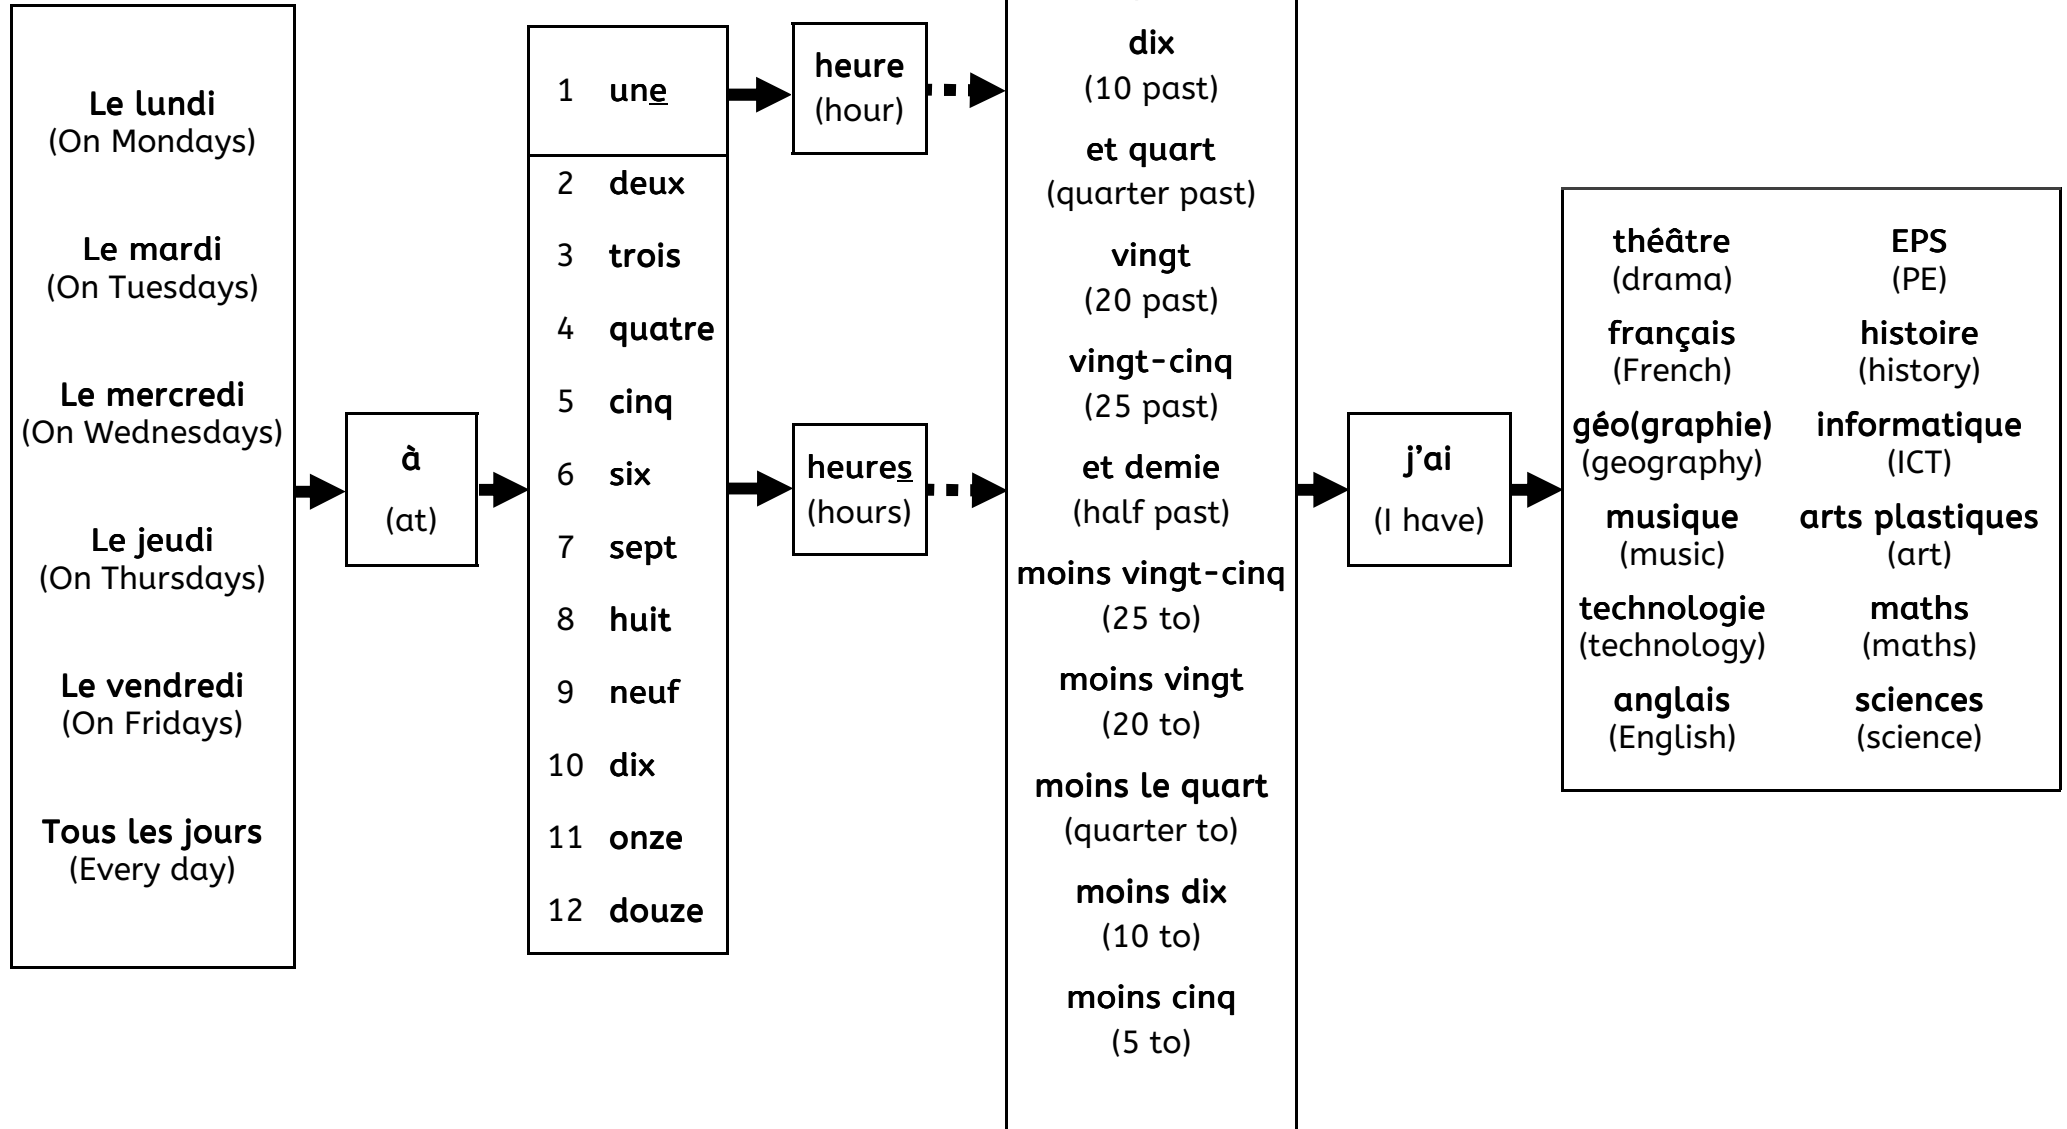 Le lundi
(On Mondays)
Le mardi
(On Tuesdays)
Le mercredi
(On Wednesdays)
Le jeudi
(On Thursdays)
Le vendredi
(On Fridays)
Tous les jours
(Every day)
à
(at)
1 une
2 deux
3 trois
4 quatre
5 cinq
6 six
7 sept
8 huit
9 neuf
10 dix
11 onze
12 douze
heure
(hour)
heures
(hours)
dix
(10 past)
et quart
(quarter past)
vingt
(20 past)
vingt-cinq
(25 past)
et demie
(half past)
moins vingt-cinq
(25 to)
moins vingt
(20 to)
moins le quart
(quarter to)
moins dix
(10 to)
moins cinq
(5 to)
j'ai
(I have)
théâtre
(drama)
français
(French)
géo(graphie)
(geography)
musique
(music)
technologie
(technology)
anglais
(English)
EPS
(PE)
histoire
(history)
informatique
(ICT)
arts plastiques
(art)
maths
(maths)
sciences
(science)